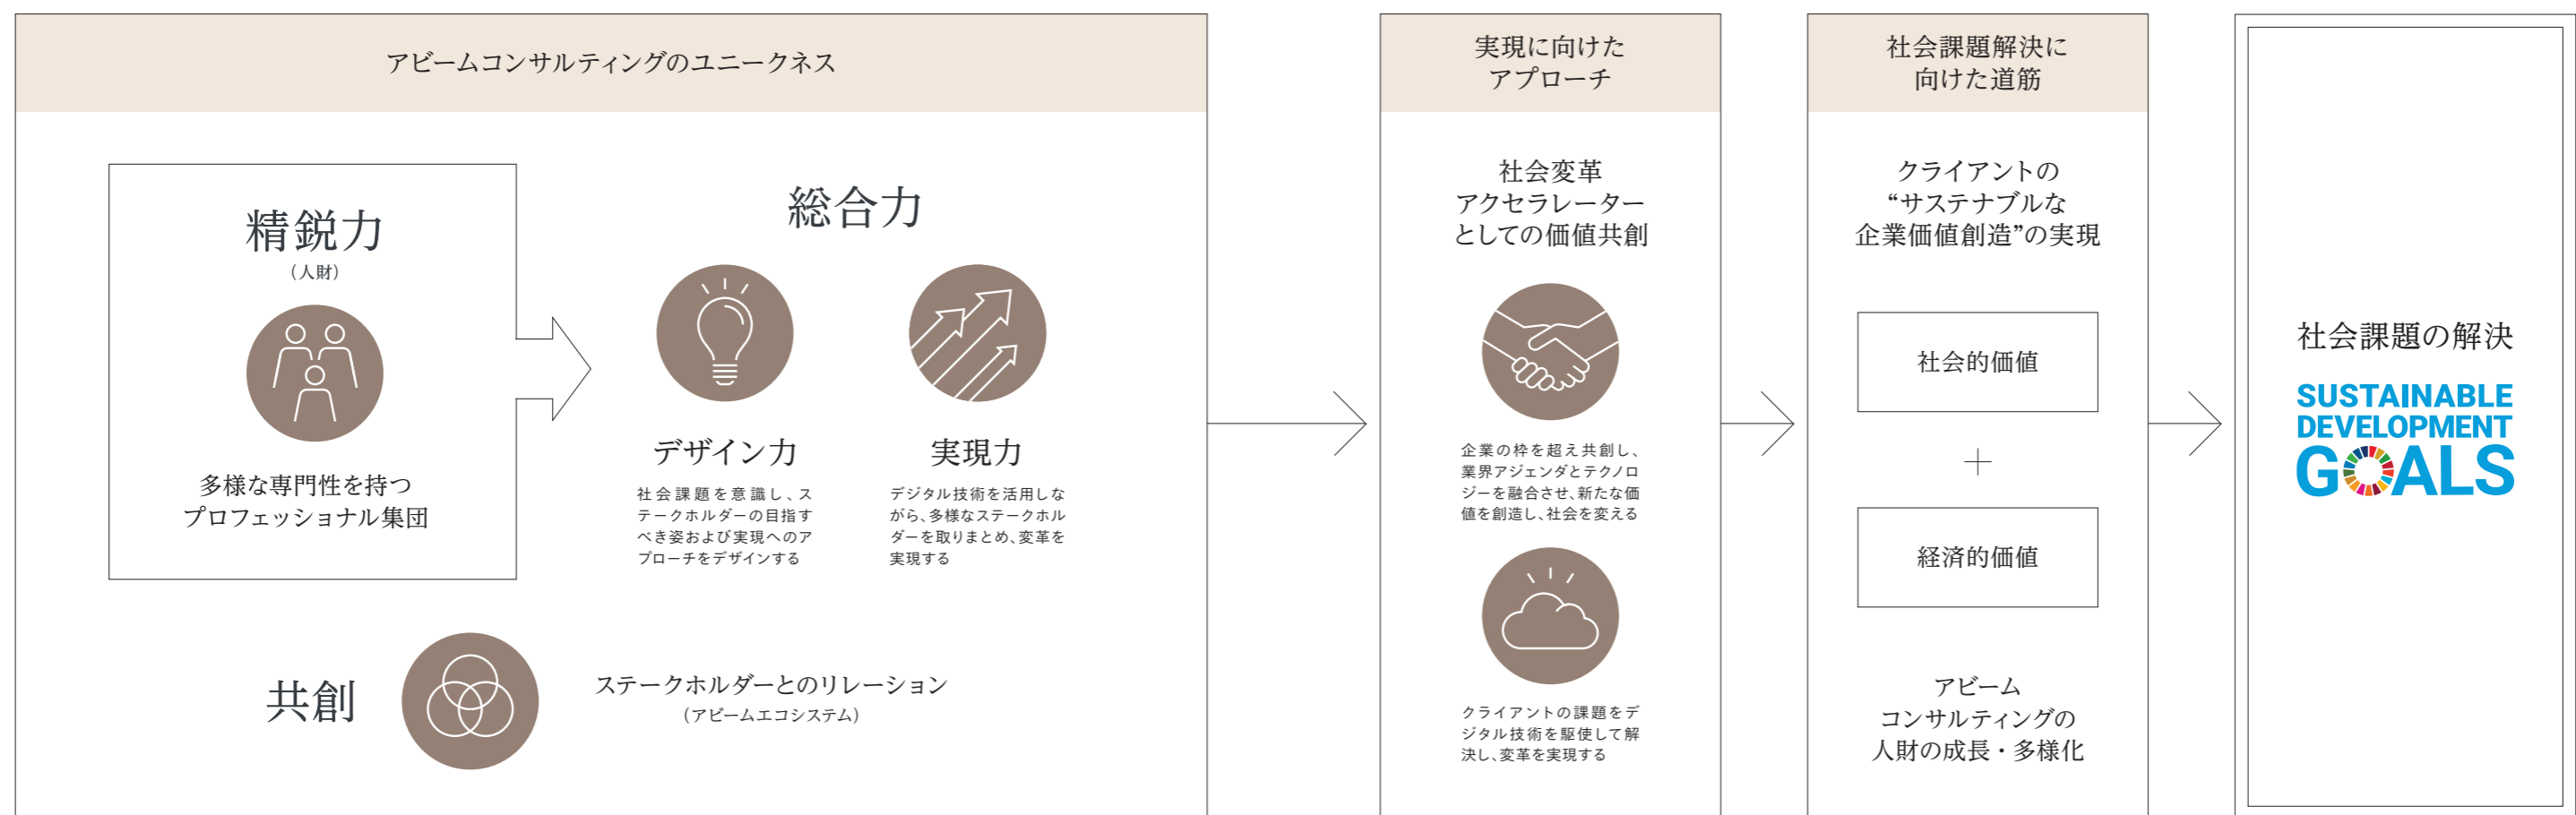 アビームコンサルティングのユニークネス
精鋭力
（人財）
多様な専門性を持つ
プロフェッショナル集団
総合力
デザイン力
社会課題を意識し、ス
テークホルダーの目指す
べき姿および実現へのア
プローチをデザインする
実現力
デジタル技術を活用しな
がら、多様なステークホル
ダーを取りまとめ、変革を
実現する
共創
ステークホルダーとのリレーション
（アビームエコシステム）
実現に向けた
アプローチ
社会変革
アクセラレーター
としての価値共創
企業の枠を超え共創し、
業界アジェンダとテクノロ
ジーを融合させ、新たな価
値を創造し、社会を変える
クライアントの課題をデ
ジタル技術を駆使して解
決し、変革を実現する
社会課題解決に
向けた道筋
クライアントの
“サステナブルな
企業価値創造”の実現
社会的価値
＋
経済的価値
アビーム
コンサルティングの
人財の成長・多様化
社会課題の解決
SUSTAINABLE
DEVELOPMENT
GOALS